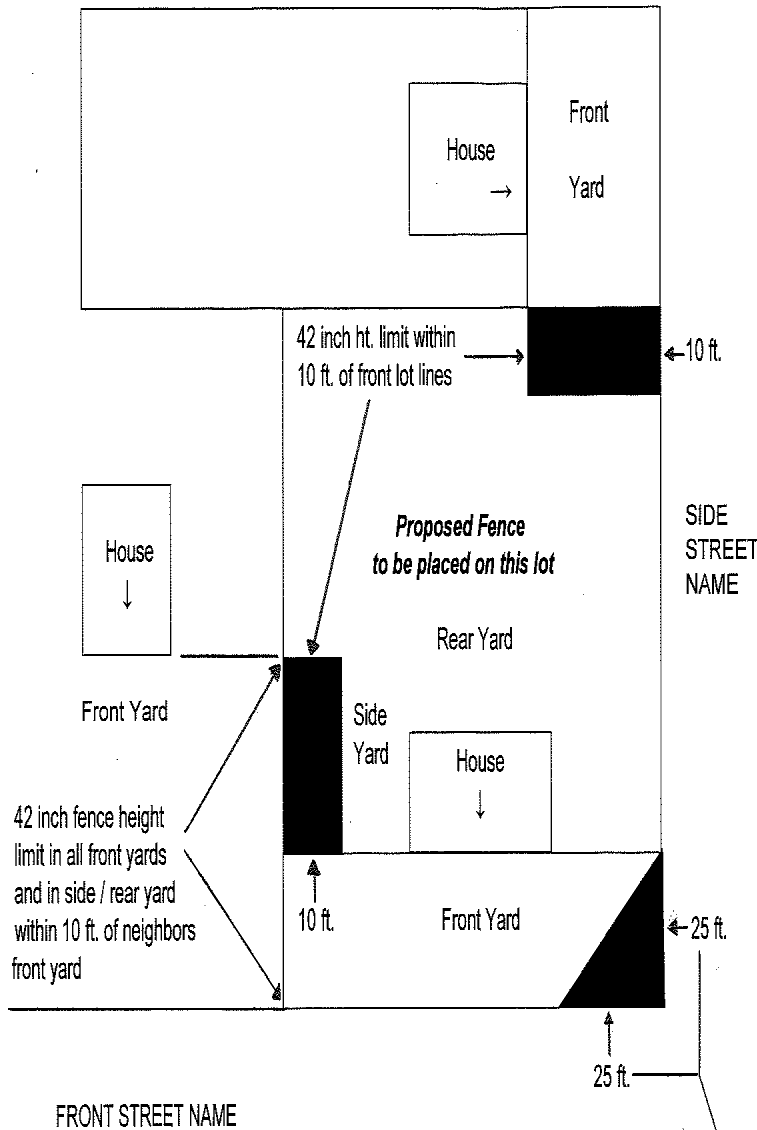 Front
House
Yard
→
42 inch ht. limit within
10 ft. of front lot lines
10 ft.
Proposed Fence
to be placed on this lot
SIDE
STREET
NAME
House
↓
Rear Yard
Front Yard
Side
Yard
House
↓
42 inch fence height
limit in all front yards
and in side / rear yard
within 10 ft. of neighbors
front yard
10 ft.
Front Yard
25 ft.
25 ft.
FRONT STREET NAME